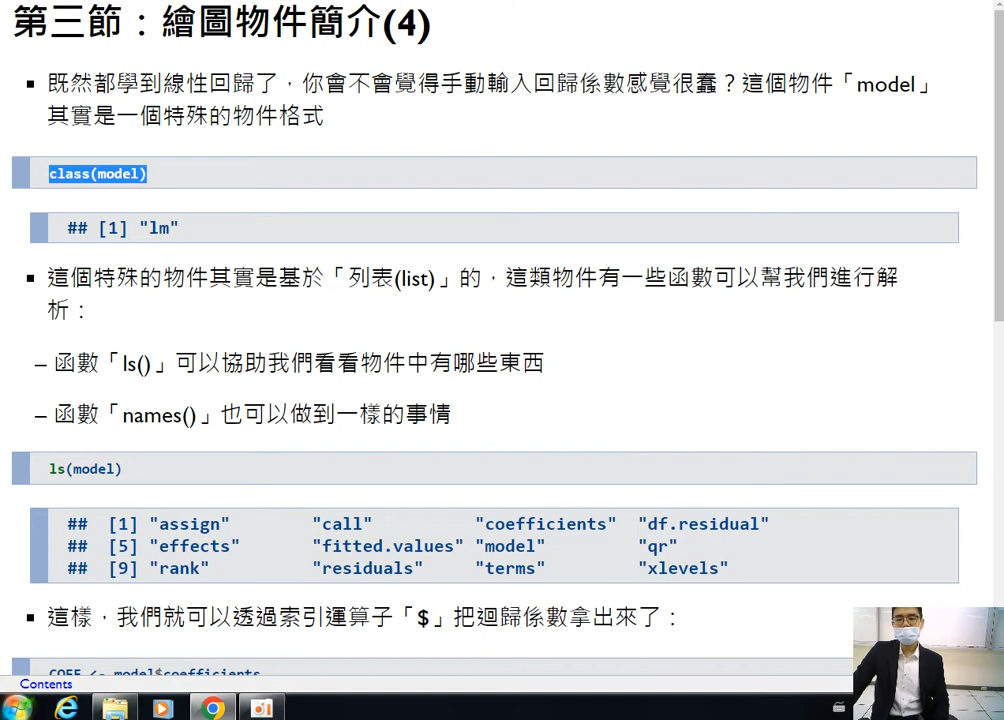 第三節：繪圖物件簡介(4)
▪ 既然都學到線性回歸了，你會不會覺得手動輸入回歸係數感覺很蠢？這個物件「model」
其實是一個特殊的物件格式
class(model)
## [1] "lm"
▪ 這個特殊的物件其實是基於「列表(list)」的，這類物件有一些函數可以幫我們進行解
析：
– 函數「ls()」可以協助我們看看物件中有哪些東西
– 函數「names()」也可以做到一樣的事情
ls(model)
## [1] "assign" "call" "coefficients" "df.residual"
## [5] "effects" "fitted.values" "model" "qr"
## [9] "rank" "residuals" "terms" "xlevels"
▪ 這樣，我們就可以透過索引運算子「$」把迴歸係數拿出來了：
COEF <- model$coefficients
Contents